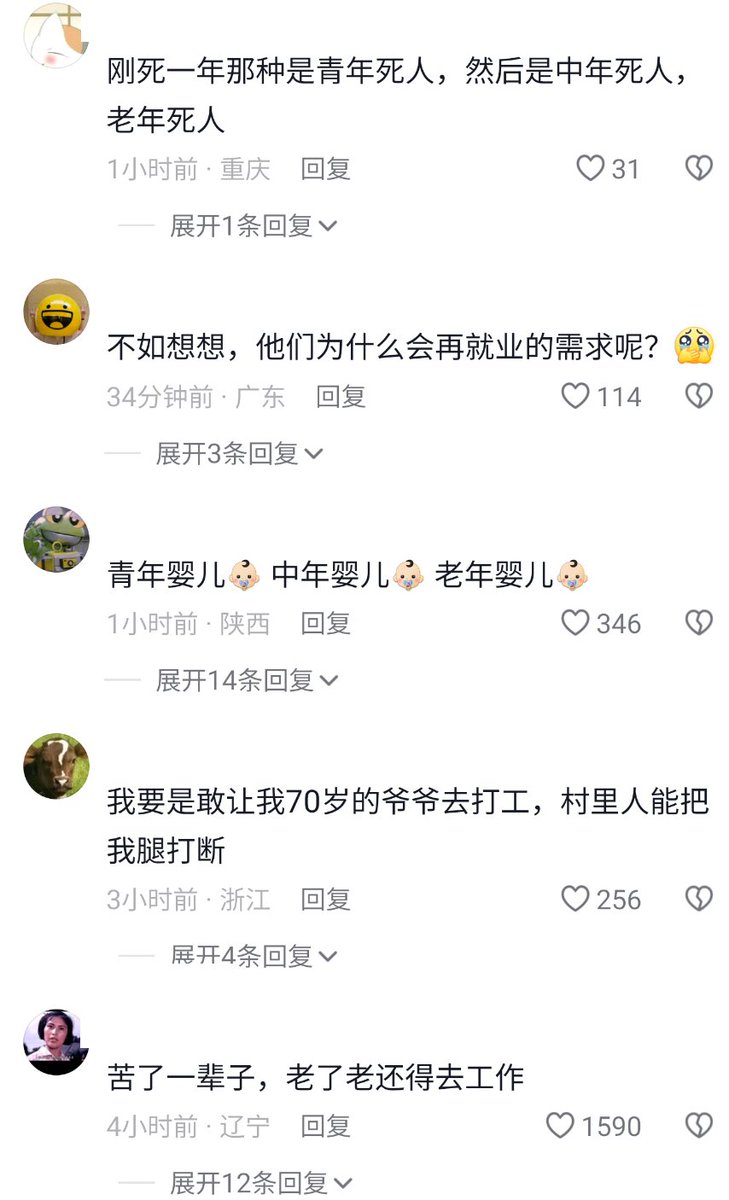 刚死一年那种是青年死人，然后是中年死人，
老年死人
1小时前 · 重庆 回复 31
展开1条回复
不如想想，他们为什么会再就业的需求呢？🥹
34分钟前 · 广东 回复 114
展开3条回复
青年婴儿👶🏻 中年婴儿👶🏻 老年婴儿👶🏻
1小时前 · 陕西 回复 346
展开14条回复
我要是敢让我70岁的爷爷去打工，村里人能把
我腿打断
3小时前 · 浙江 回复 256
展开4条回复
苦了一辈子，老了老还得去工作
4小时前 · 辽宁 回复 1590
展开12条回复